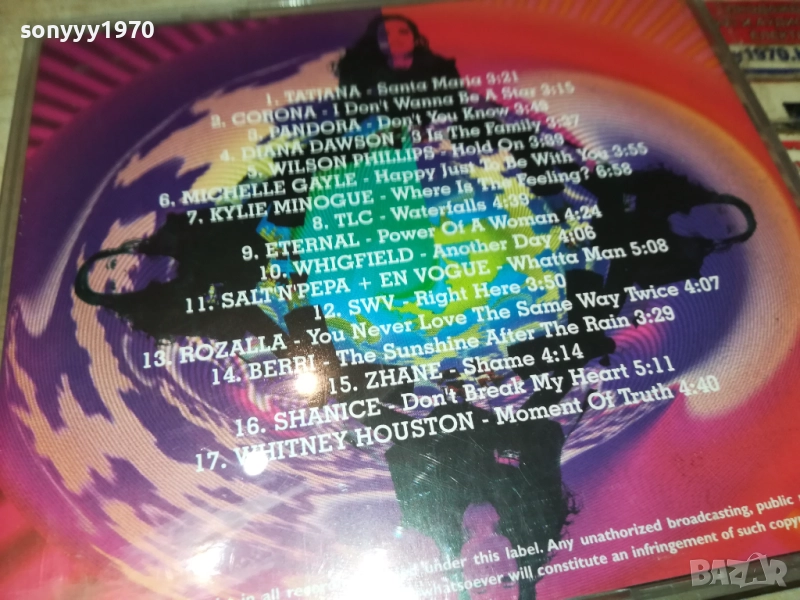 sonyyy1970
1. TATIANA - Santa Maria 3:21
2. CORONA - I Don't Wanna Be A Star 3:15
3. PANDORA - Don't You Know 3:49
4. DIANA DAWSON - 3 Is The Family 3:37
5. WILSON PHILLIPS - Hold On 3:39
6. MICHELLE GAYLE - Happy Just To Be With You 3:55
7. KYLIE MINOGUE - Where Is The Feeling? 6:58
8. TLC - Waterfalls 4:39
9. ETERNAL - Power Of A Woman 4:24
10. WHIGFIELD - Another Day 4:06
11. SALT'N'PEPA + EN VOGUE - Whatta Man 5:08
12. SWV - Right Here 3:50
13. ROZALLA - You Never Love The Same Way Twice 4:07
14. BERRI The Sunshine After The Rain 3:29
15. ZHANE - Shame 4:14
16. SHANICE - Don't Break My Heart 5:11
17. WHITNEY HOUSTON - Moment Of Truth 4:40
in all under this label. Any unathorized broadcasting, public
whatsoever will constitute an infringement of such copy
BAZAR